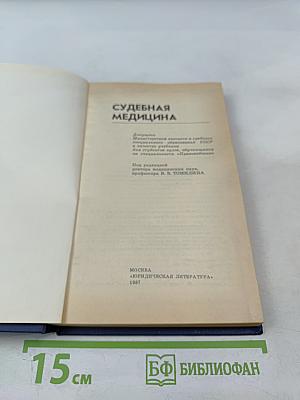 СУДЕБНАЯ
МЕДИЦИНА
Допущено
Министерством высшего и среднего
специального образования СССР
в качестве учебника
для студентов вузов, обучающихся
по специальности «Правоведение»
Под редакцией
доктора медицинских наук,
профессора В. В. ТОМИЛИНА
МОСКВА
«ЮРИДИЧЕСКАЯ ЛИТЕРАТУРА»
1987
15 см
БФ БИБЛИОФАН